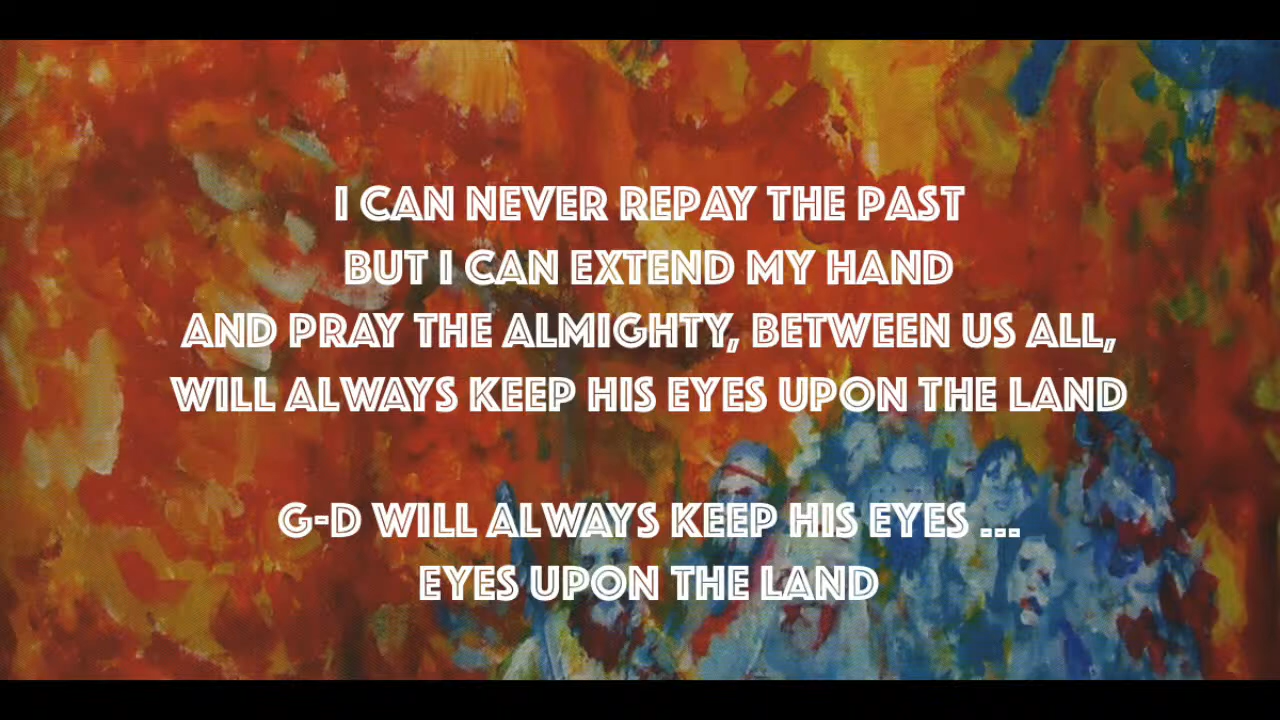 I CAN NEVER REPAY THE PAST
BUT I CAN EXTEND MY HAND
AND PRAY THE ALMIGHTY, BETWEEN US ALL,
WILL ALWAYS KEEP HIS EYES UPON THE LAND
G-D WILL ALWAYS KEEP HIS EYES ...
EYES UPON THE LAND